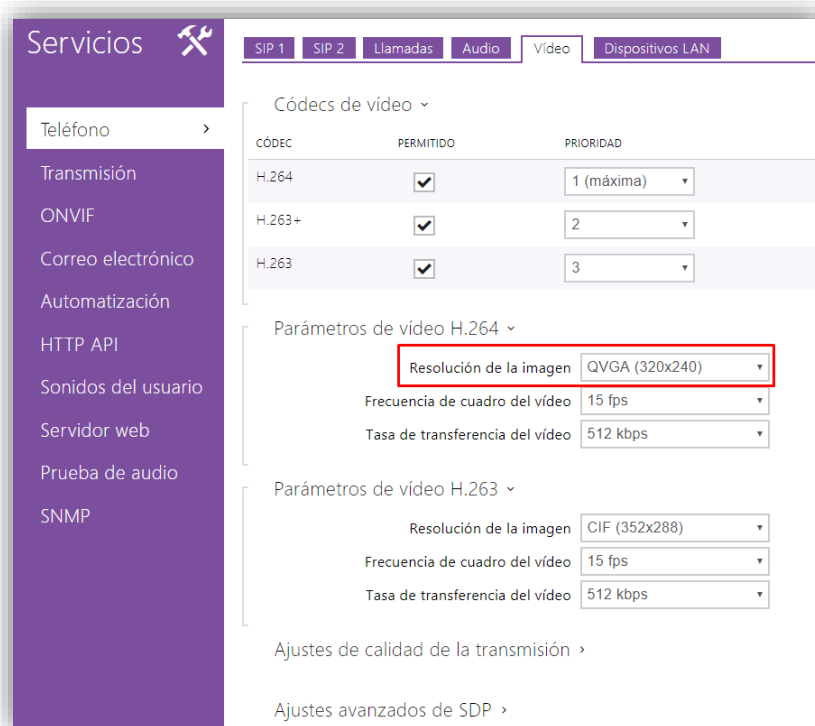 Servicios
SIP 1 SIP 2 Llamadas Audio Vídeo Dispositivos LAN
Teléfono
Transmisión
ONVIF
Correo electrónico
Automatización
HTTP API
Sonidos del usuario
Servidor web
Prueba de audio
SNMP
Códecs de vídeo
CÓDEC PERMITIDO PRIORIDAD
H.264 1 (máxima)
H.263+ 2
H.263 3
Parámetros de vídeo H.264
Resolución de la imagen QVGA (320x240)
Frecuencia de cuadro del vídeo 15 fps
Tasa de transferencia del vídeo 512 kbps
Parámetros de vídeo H.263
Resolución de la imagen CIF (352x288)
Frecuencia de cuadro del vídeo 15 fps
Tasa de transferencia del vídeo 512 kbps
Ajustes de calidad de la transmisión
Ajustes avanzados de SDP